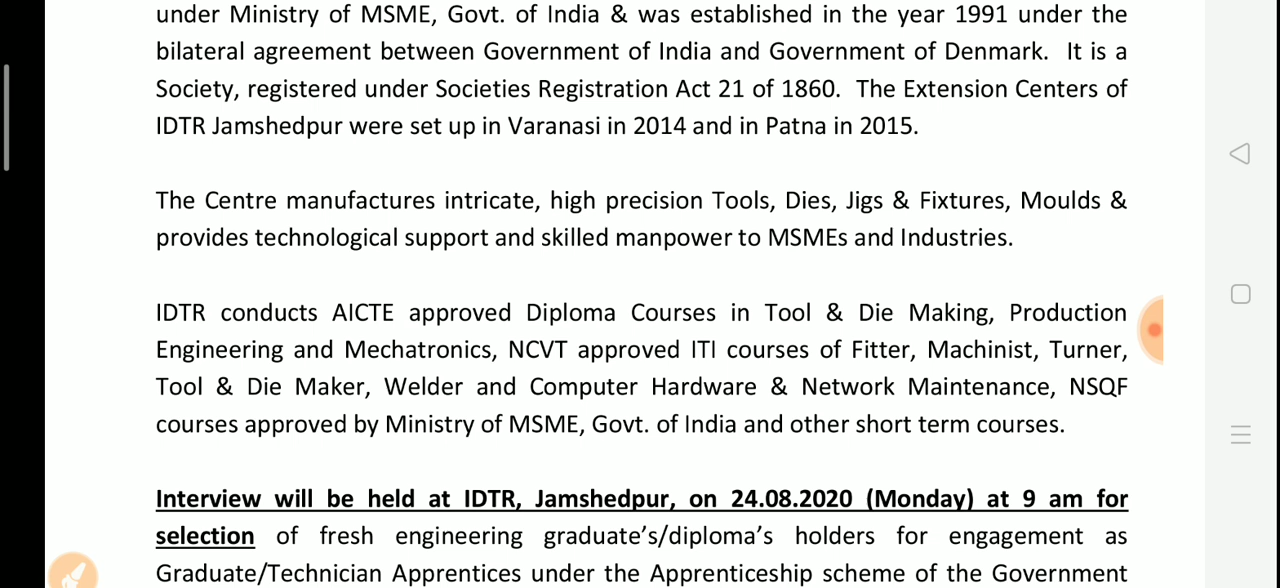 under Ministry of MSME, Govt. of India & was established in the year 1991 under the
bilateral agreement between Government of India and Government of Denmark. It is a
Society, registered under Societies Registration Act 21 of 1860. The Extension Centers of
IDTR Jamshedpur were set up in Varanasi in 2014 and in Patna in 2015.
The Centre manufactures intricate, high precision Tools, Dies, Jigs & Fixtures, Moulds &
provides technological support and skilled manpower to MSMEs and Industries.
IDTR conducts AICTE approved Diploma Courses in Tool & Die Making, Production
Engineering and Mechatronics, NCVT approved ITI courses of Fitter, Machinist, Turner,
Tool & Die Maker, Welder and Computer Hardware & Network Maintenance, NSQF
courses approved by Ministry of MSME, Govt. of India and other short term courses.
Interview will be held at IDTR, Jamshedpur, on 24.08.2020 (Monday) at 9 am for
selection of fresh engineering graduate's/diploma's holders for engagement as
Graduate/Technician Apprentices under the Apprenticeship scheme of the Government